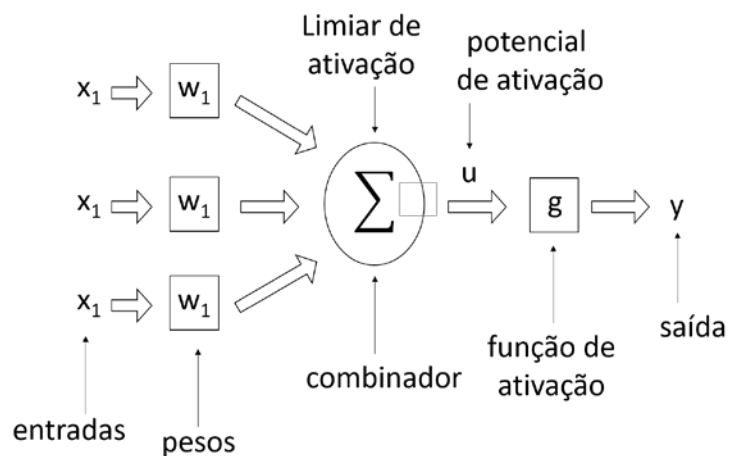 Limiar de
ativação
potencial
de ativação
x₁
w₁
x₁
w₁
∑
u
g
y
x₁
w₁
entradas
pesos
combinador
função de
ativação
saída